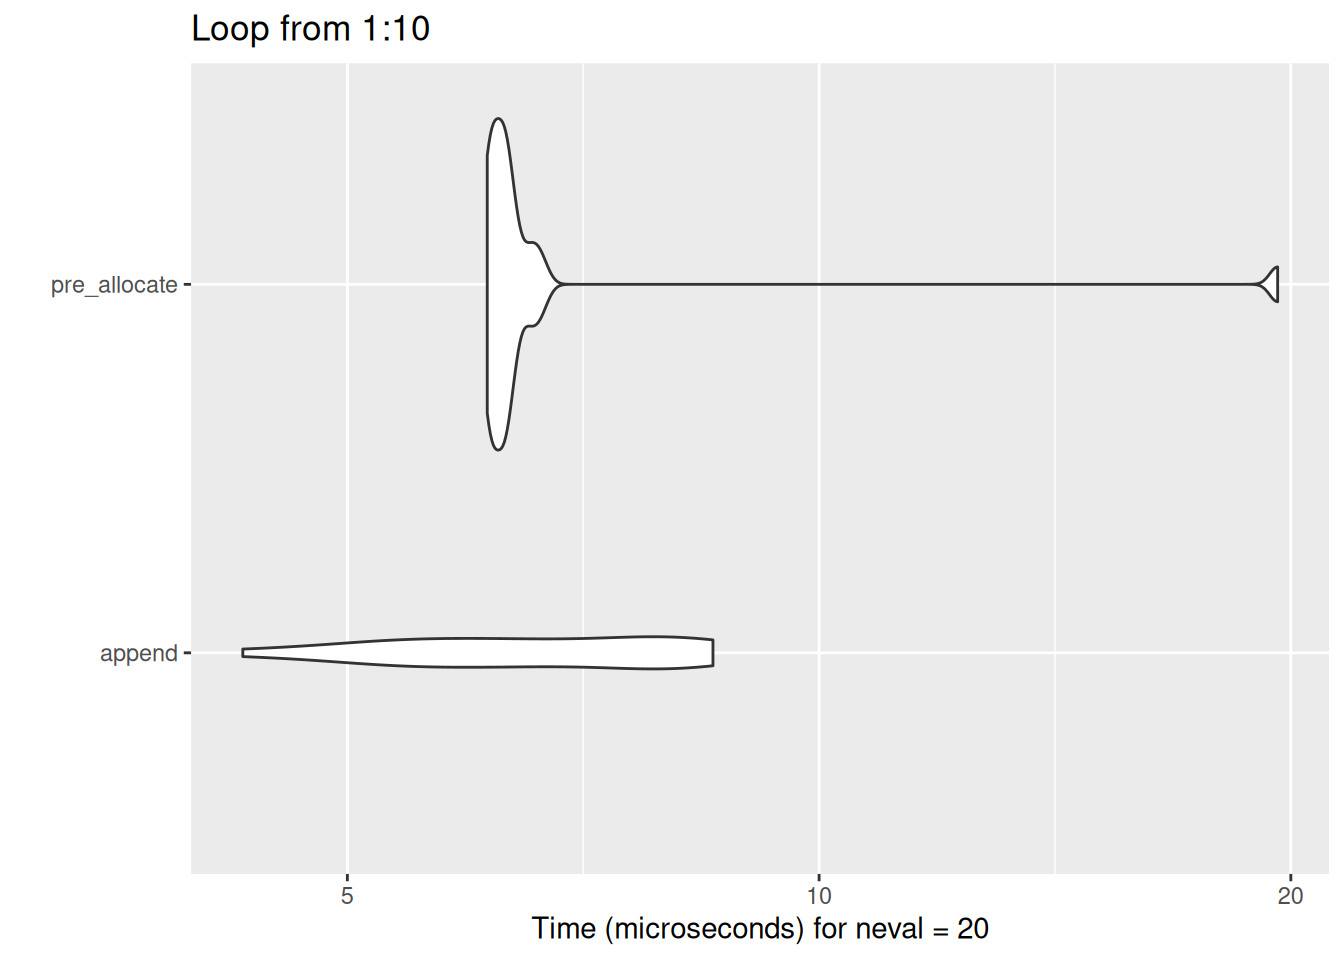 Loop from 1:10
pre_allocate
append
5
10
20
Time (microseconds) for neval = 20